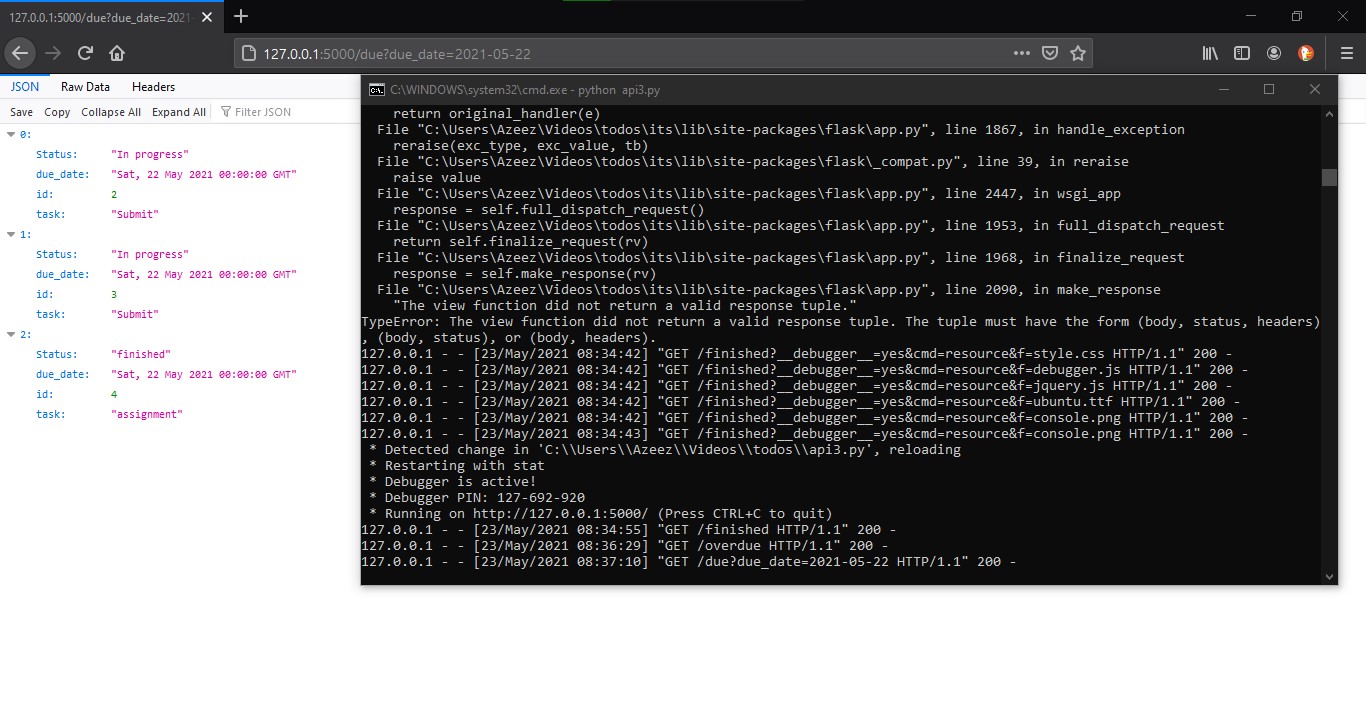 127.0.0.1:5000/due?due_date=2021-
127.0.0.1:5000/due?due_date=2021-05-22
JSON Raw Data Headers
Save Copy Collapse All Expand All Filter JSON
0:
Status: "In progress"
due_date: "Sat, 22 May 2021 00:00:00 GMT"
id: 2
task: "Submit"
1:
Status: "In progress"
due_date: "Sat, 22 May 2021 00:00:00 GMT"
id: 3
task: "Submit"
2:
Status: "finished"
due_date: "Sat, 22 May 2021 00:00:00 GMT"
id: 4
task: "assignment"
C:\WINDOWS\system32\cmd.exe - python api3.py
return original_handler(e)
File "C:\Users\Azeez\Videos\todos\its\lib\site-packages\flask\app.py", line 1867, in handle_exception
reraise(exc_type, exc_value, tb)
File "C:\Users\Azeez\Videos\todos\its\lib\site-packages\flask\_compat.py", line 39, in reraise
raise value
File "C:\Users\Azeez\Videos\todos\its\lib\site-packages\flask\app.py", line 2447, in wsgi_app
response = self.full_dispatch_request()
File "C:\Users\Azeez\Videos\todos\its\lib\site-packages\flask\app.py", line 1953, in full_dispatch_request
return self.finalize_request(rv)
File "C:\Users\Azeez\Videos\todos\its\lib\site-packages\flask\app.py", line 1968, in finalize_request
response = self.make_response(rv)
File "C:\Users\Azeez\Videos\todos\its\lib\site-packages\flask\app.py", line 2090, in make_response
"The view function did not return a valid response tuple."
TypeError: The view function did not return a valid response tuple. The tuple must have the form (body, status, headers)
, (body, status), or (body, headers).
127.0.0.1 - - [23/May/2021 08:34:42] "GET /finished?__debugger__=yes&cmd=resource&f=style.css HTTP/1.1" 200 -
127.0.0.1 - - [23/May/2021 08:34:42] "GET /finished?__debugger__=yes&cmd=resource&f=debugger.js HTTP/1.1" 200 -
127.0.0.1 - - [23/May/2021 08:34:42] "GET /finished?__debugger__=yes&cmd=resource&f=jquery.js HTTP/1.1" 200 -
127.0.0.1 - - [23/May/2021 08:34:42] "GET /finished?__debugger__=yes&cmd=resource&f=ubuntu.ttf HTTP/1.1" 200 -
127.0.0.1 - - [23/May/2021 08:34:42] "GET /finished?__debugger__=yes&cmd=resource&f=console.png HTTP/1.1" 200 -
127.0.0.1 - - [23/May/2021 08:34:43] "GET /finished?__debugger__=yes&cmd=resource&f=console.png HTTP/1.1" 200 -
* Detected change in 'C:\\Users\\Azeez\\Videos\\todos\\api3.py', reloading
* Restarting with stat
* Debugger is active!
* Debugger PIN: 127-692-920
* Running on http://127.0.0.1:5000/ (Press CTRL+C to quit)
127.0.0.1 - - [23/May/2021 08:34:55] "GET /finished HTTP/1.1" 200 -
127.0.0.1 - - [23/May/2021 08:36:29] "GET /overdue HTTP/1.1" 200 -
127.0.0.1 - - [23/May/2021 08:37:10] "GET /due?due_date=2021-05-22 HTTP/1.1" 200 -